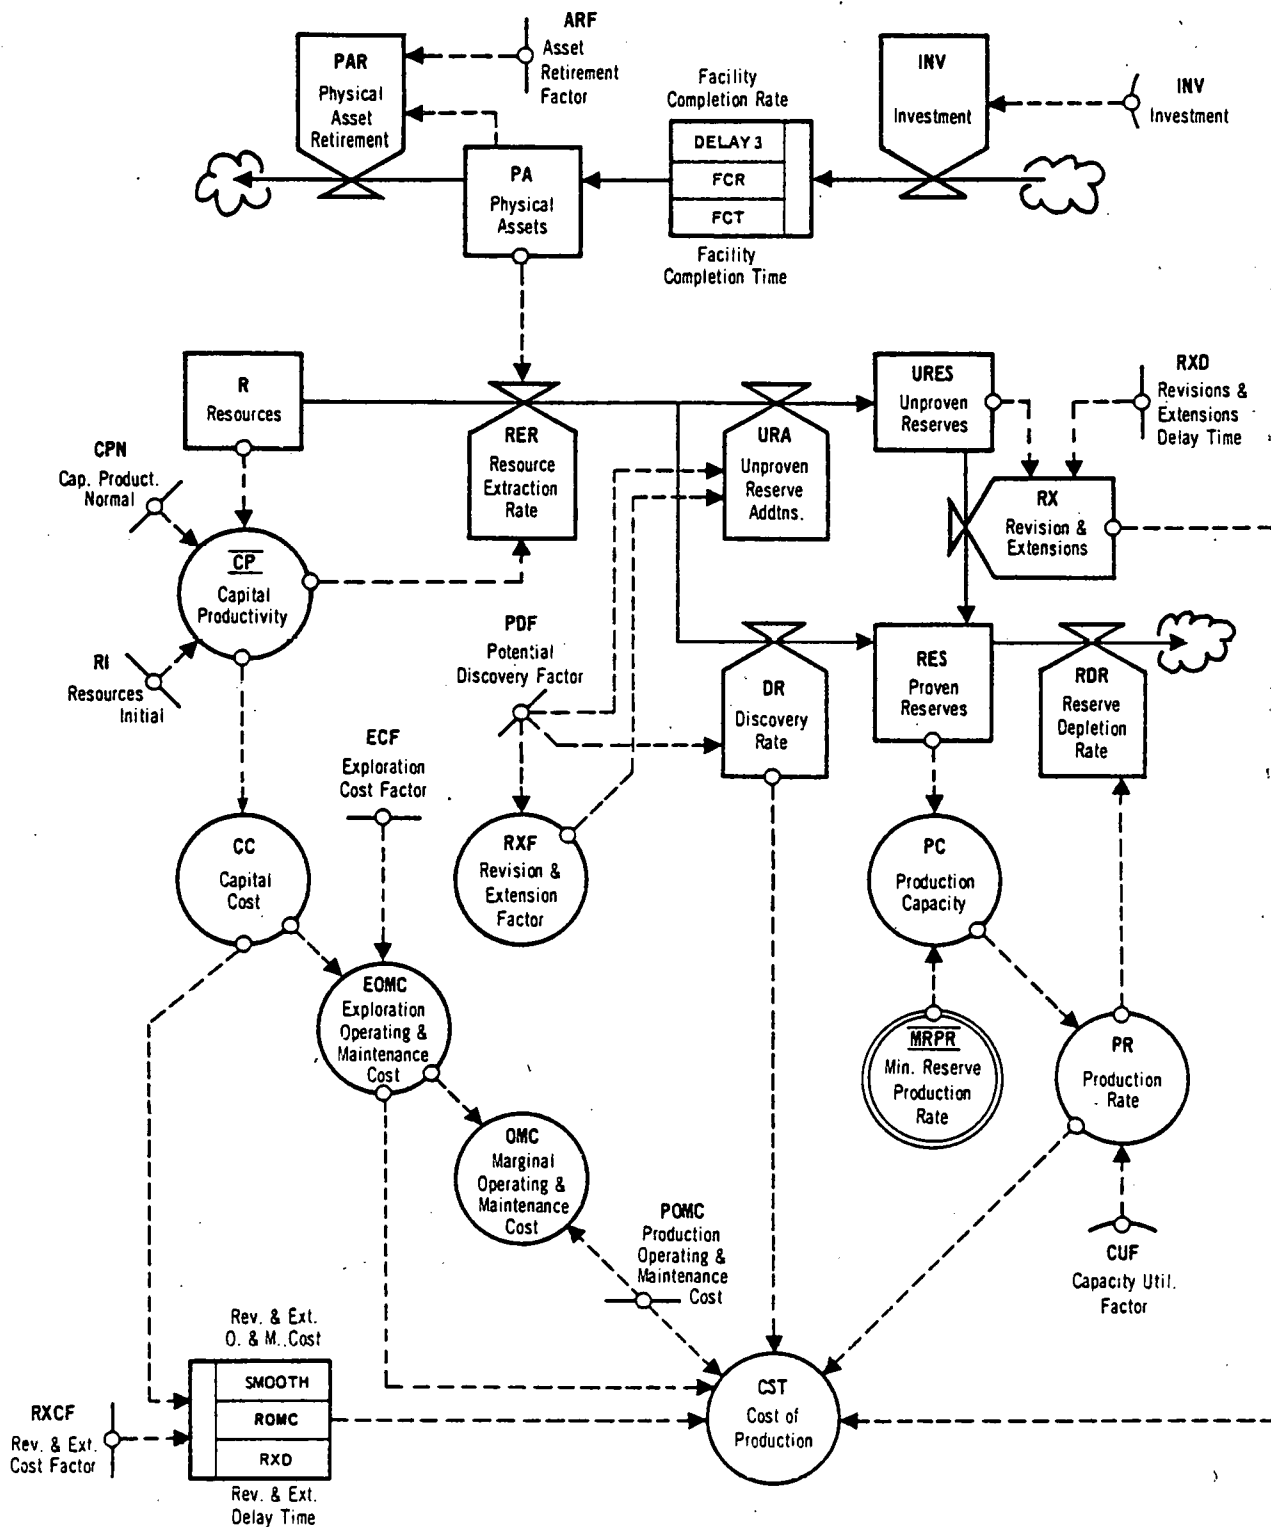 ARF
Asset
Retirement
Factor
PAR
Physical
Asset
Retirement
Facility
Completion Rate
DELAY 3
FCR
FCT
Facility
Completion Time
INV
Investment
INV
Investment
PA
Physical
Assets
R
Resources
RER
Resource
Extraction
Rate
URA
Unproven
Reserve
Addtns.
URES
Unproven
Reserves
RXD
Revisions &
Extensions
Delay Time
CPN
Cap. Product.
Normal
RX
Revision &
Extensions
CP
Capital
Productivity
RI
Resources
Initial
PDF
Potential
Discovery Factor
DR
Discovery
Rate
RES
Proven
Reserves
RDR
Reserve
Depletion
Rate
ECF
Exploration
Cost Factor
CC
Capital
Cost
RXF
Revision &
Extension
Factor
PC
Production
Capacity
EOMC
Exploration
Operating &
Maintenance
Cost
MRPR
Min. Reserve
Production
Rate
PR
Production
Rate
OMC
Marginal
Operating &
Maintenance
Cost
POMC
Production
Operating &
Maintenance
Cost
CUF
Capacity Util.
Factor
Rev. & Ext.
O. & M. Cost
SMOOTH
ROMC
RXD
Rev. & Ext.
Delay Time
RXCF
Rev. & Ext.
Cost Factor
CST
Cost of
Production